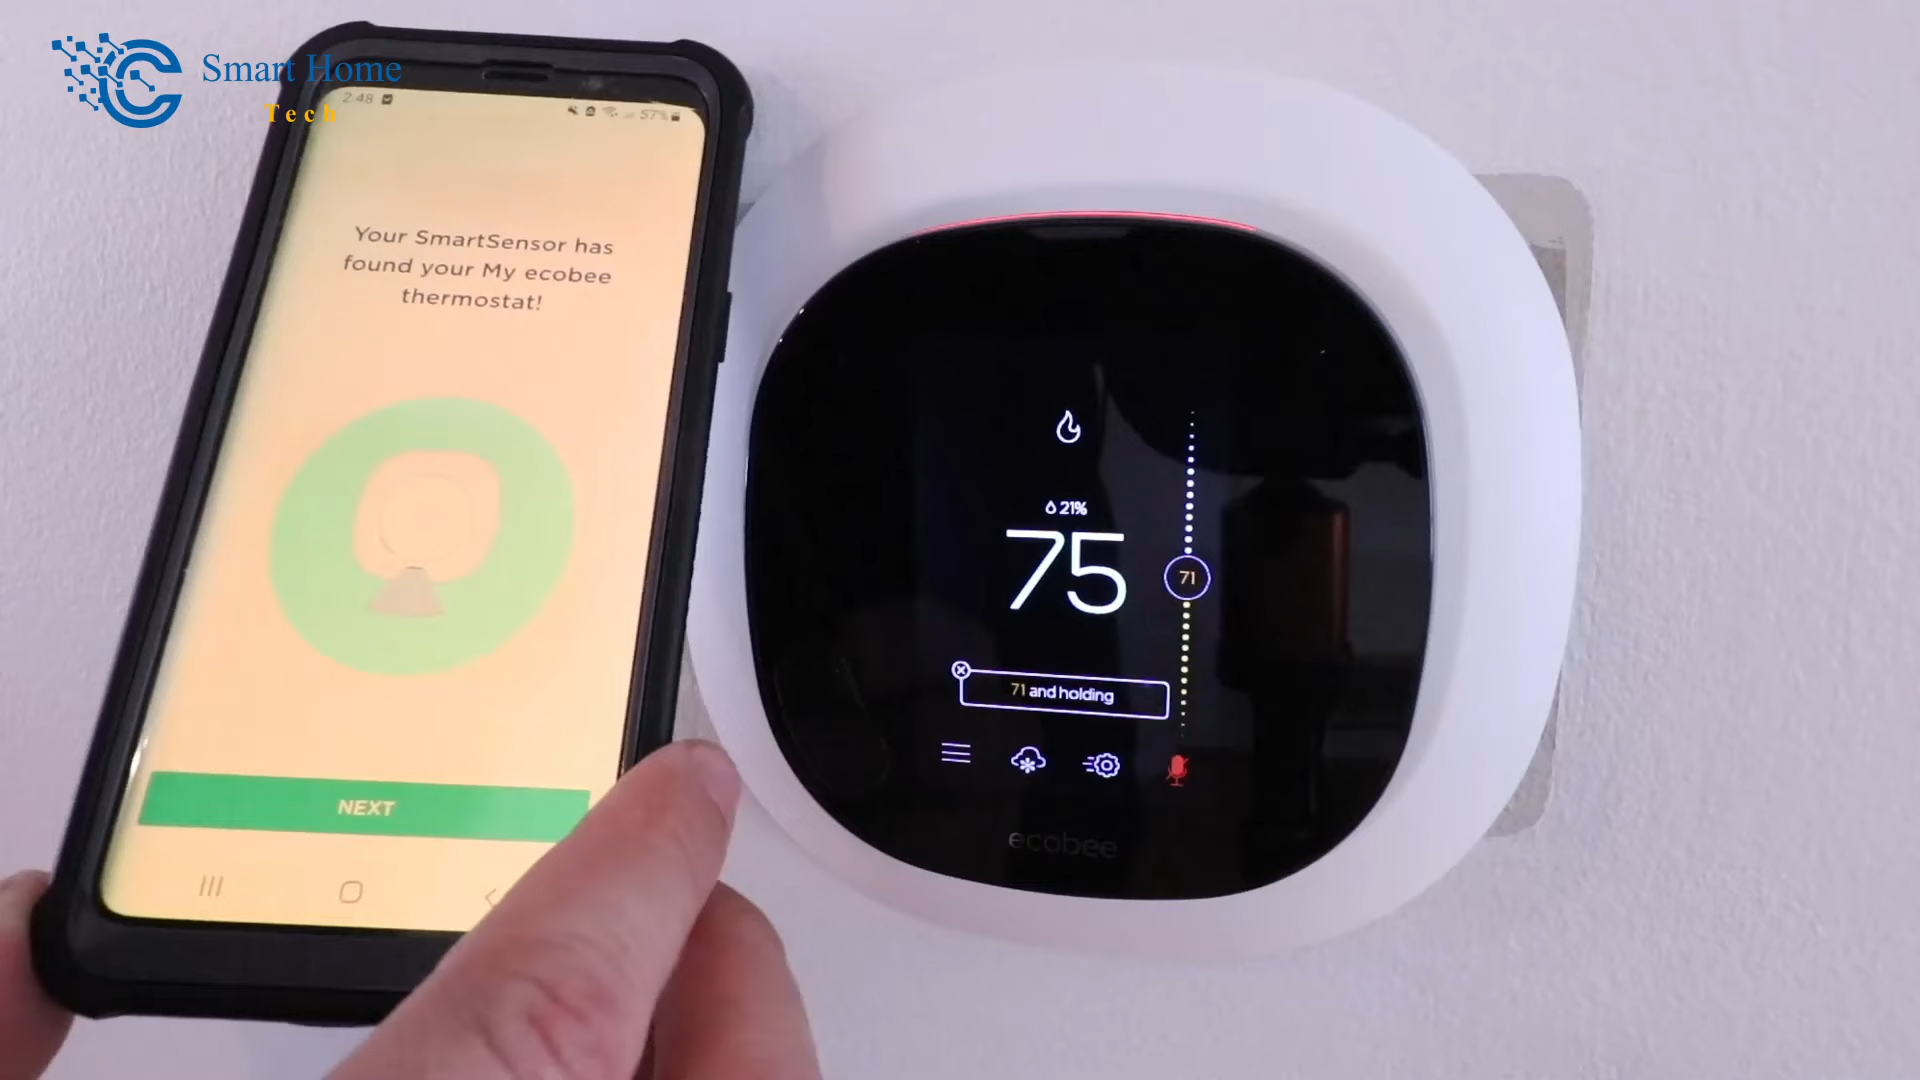 Smart Home
Tech
2:48
57%
Your SmartSensor has
found your My ecobee
thermostat!
NEXT
21%
75
71
71 and holding
ecobee